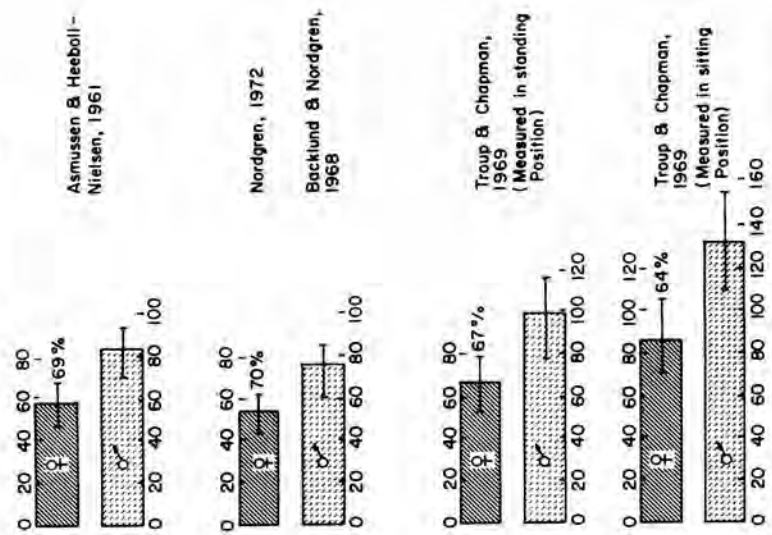 0 20 40 60 80
♀ 69%
♂
0 20 40 60 80 100
Asmussen & Heeboll–
Nielsen, 1961
0 20 40 60 80
♀ 70%
♂
0 20 40 60 80 100
Nordgren, 1972
Backlund & Nordgren,
1968
0 20 40 60 80
♀ 67%
♂
0 20 40 60 80 100 120
Troup & Chapman,
1969
(Measured in standing
Position)
0 20 40 60 80 100 120
♀ 64%
♂
0 20 40 60 80 100 120 140 160
Troup & Chapman,
1969
(Measured in sitting
Position)